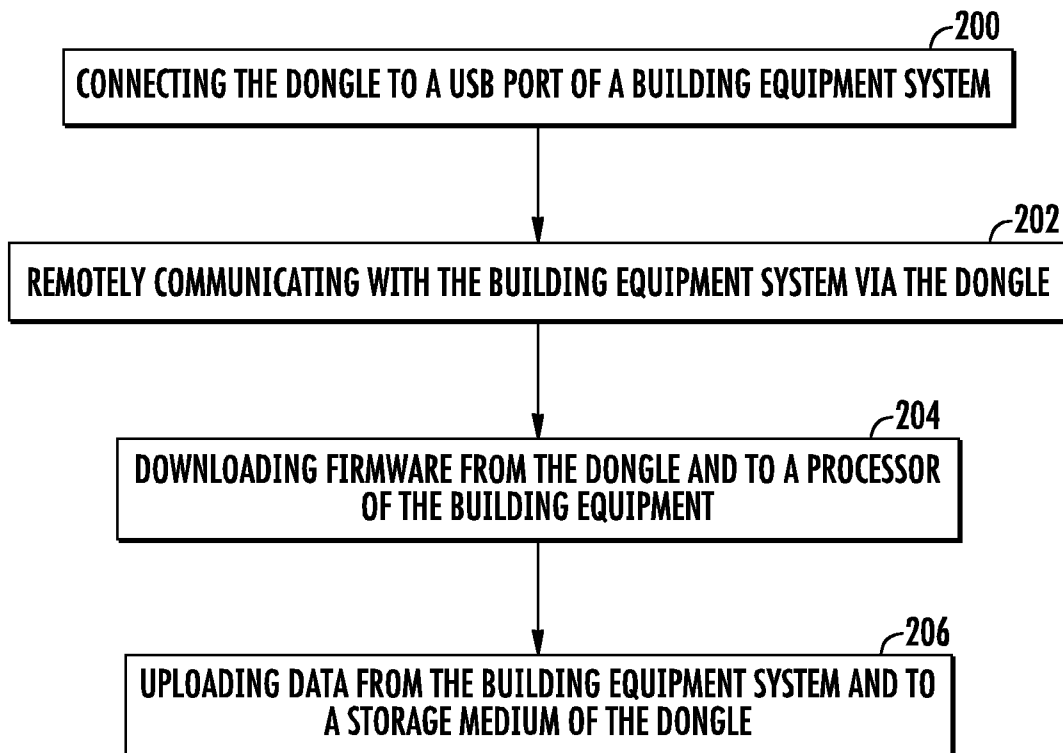 200
CONNECTING THE DONGLE TO A USB PORT OF A BUILDING EQUIPMENT SYSTEM
202
REMOTELY COMMUNICATING WITH THE BUILDING EQUIPMENT SYSTEM VIA THE DONGLE
204
DOWNLOADING FIRMWARE FROM THE DONGLE AND TO A PROCESSOR
OF THE BUILDING EQUIPMENT
206
UPLOADING DATA FROM THE BUILDING EQUIPMENT SYSTEM AND TO
A STORAGE MEDIUM OF THE DONGLE